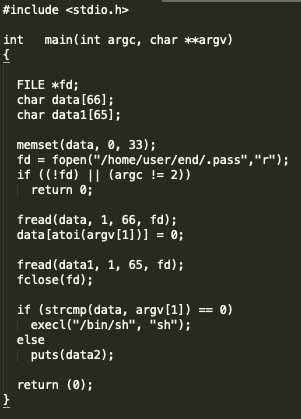 #include <stdio.h>
int   main(int argc, char **argv)
{
  FILE *fd;
  char data[66];
  char data1[65];
  memset(data, 0, 33);
  fd = fopen("/home/user/end/.pass","r");
  if ((!fd) || (argc != 2))
    return 0;
  fread(data, 1, 66, fd);
  data[atoi(argv[1])] = 0;
  fread(data1, 1, 65, fd);
  fclose(fd);
  if (strcmp(data, argv[1]) == 0)
    execl("/bin/sh", "sh");
  else
    puts(data2);
  return (0);
}